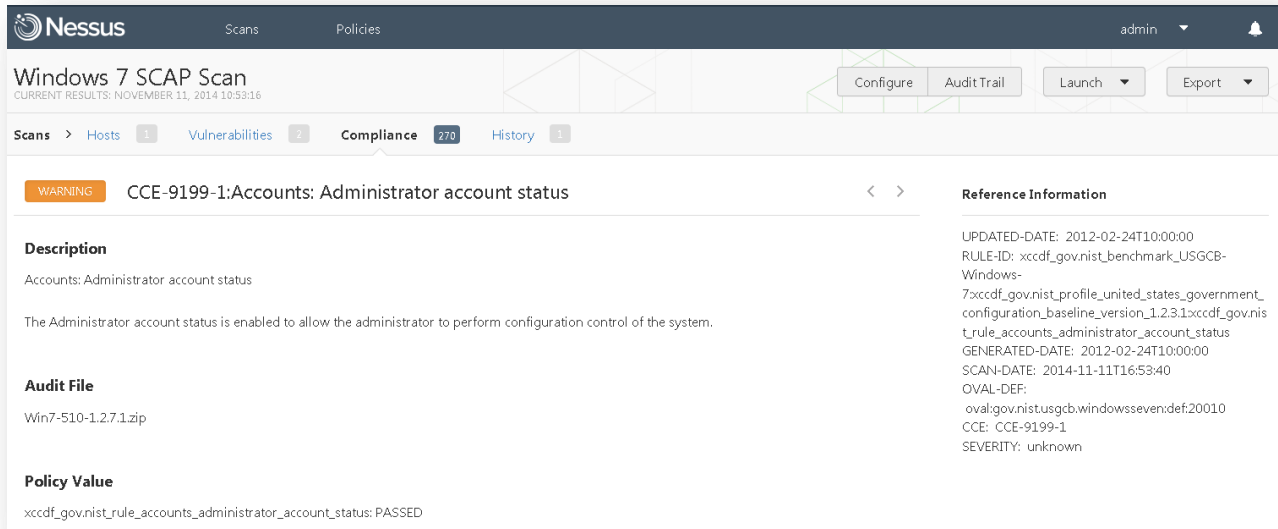 Nessus Scans Policies admin
Windows 7 SCAP Scan
CURRENT RESULTS: NOVEMBER 11, 2014 10:53:16
Configure Audit Trail Launch Export
Scans > Hosts 1 Vulnerabilities 2 Compliance 270 History 1
WARNING CCE-9199-1:Accounts: Administrator account status < >
Description
Accounts: Administrator account status
The Administrator account status is enabled to allow the administrator to perform configuration control of the system.
Audit File
Win7-510-1.2.7.1.zip
Policy Value
xccdf_gov.nist_rule_accounts_administrator_account_status: PASSED
Reference Information
UPDATED-DATE: 2012-02-24T10:00:00
RULE-ID: xccdf_gov.nist_benchmark_USGCB-
Windows-
7:xccdf_gov.nist_profile_united_states_government_
configuration_baseline_version_1.2.3.1:xccdf_gov.nis
t_rule_accounts_administrator_account_status
GENERATED-DATE: 2012-02-24T10:00:00
SCAN-DATE: 2014-11-11T16:53:40
OVAL-DEF:
oval:gov.nist.usgcb.windowsseven:def:20010
CCE: CCE-9199-1
SEVERITY: unknown